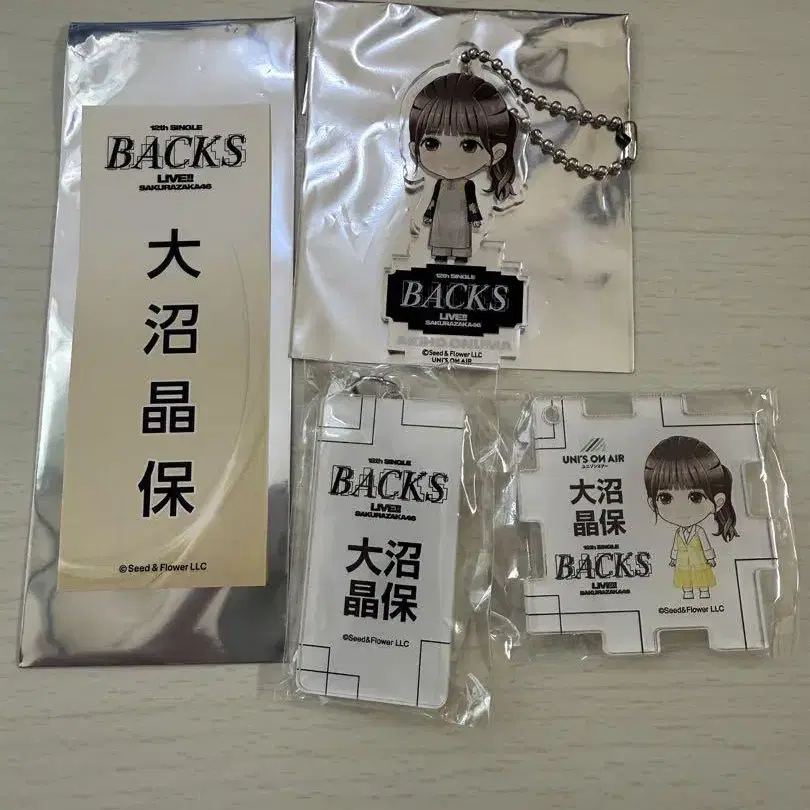 12th SINGLE
BACKS
LIVE!!
SAKURAZAKA46
大
沼
晶
保
©Seed & Flower LLC
12th SINGLE
BACKS
LIVE!!
SAKURAZAKA46
AKIHO ONUMA
©Seed & Flower LLC
UNI'S ON AIR
12th SINGLE
BACKS
LIVE!!
SAKURAZAKA46
大沼
晶保
©Seed&Flower LLC
UNI'S ON AIR
ユニゾンエアー
大沼
晶保
12th SINGLE
BACKS
LIVE!!
SAKURAZAKA46
©Seed&Flower LLC